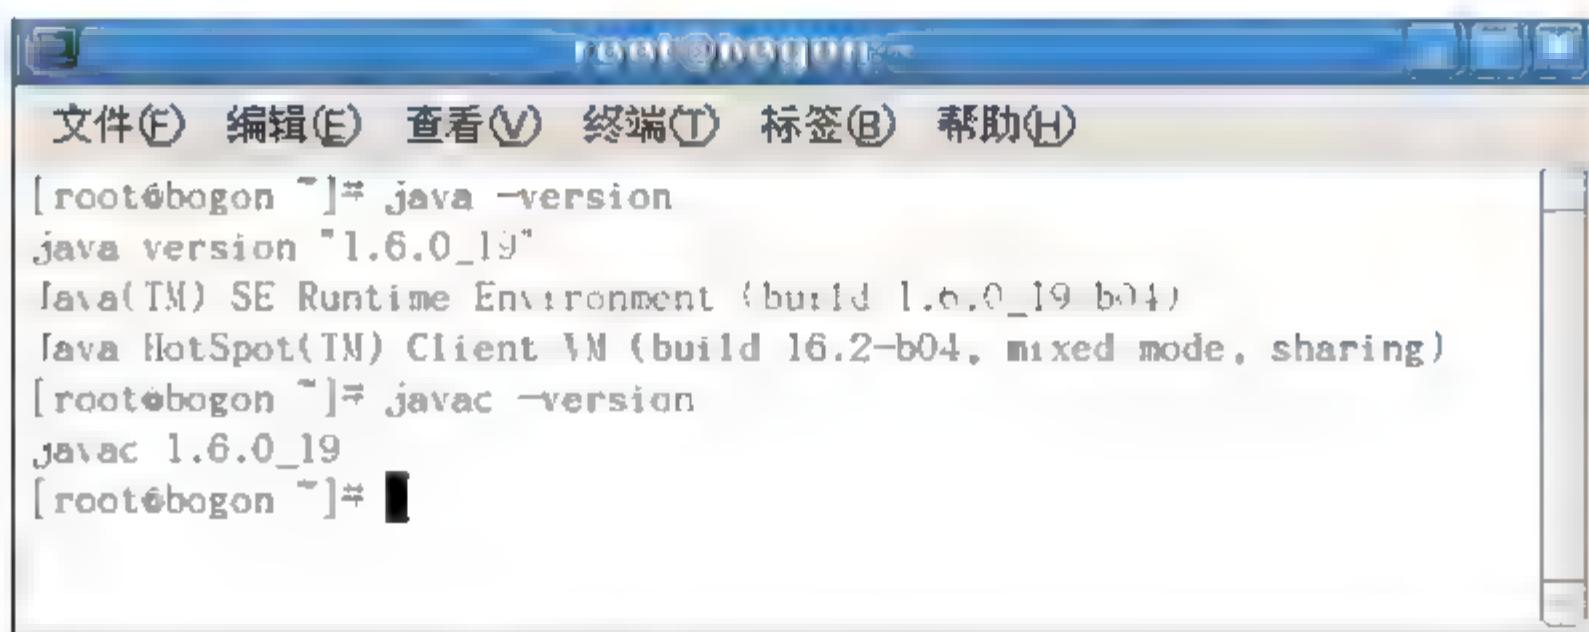 root@bogon:~
文件(F) 编辑(E) 查看(V) 终端(T) 标签(B) 帮助(H)
[root@bogon ~]# java -version
java version "1.6.0_19"
Java(TM) SE Runtime Environment (build 1.6.0_19-b04)
Java HotSpot(TM) Client VM (build 16.2-b04, mixed mode, sharing)
[root@bogon ~]# javac -version
javac 1.6.0_19
[root@bogon ~]#